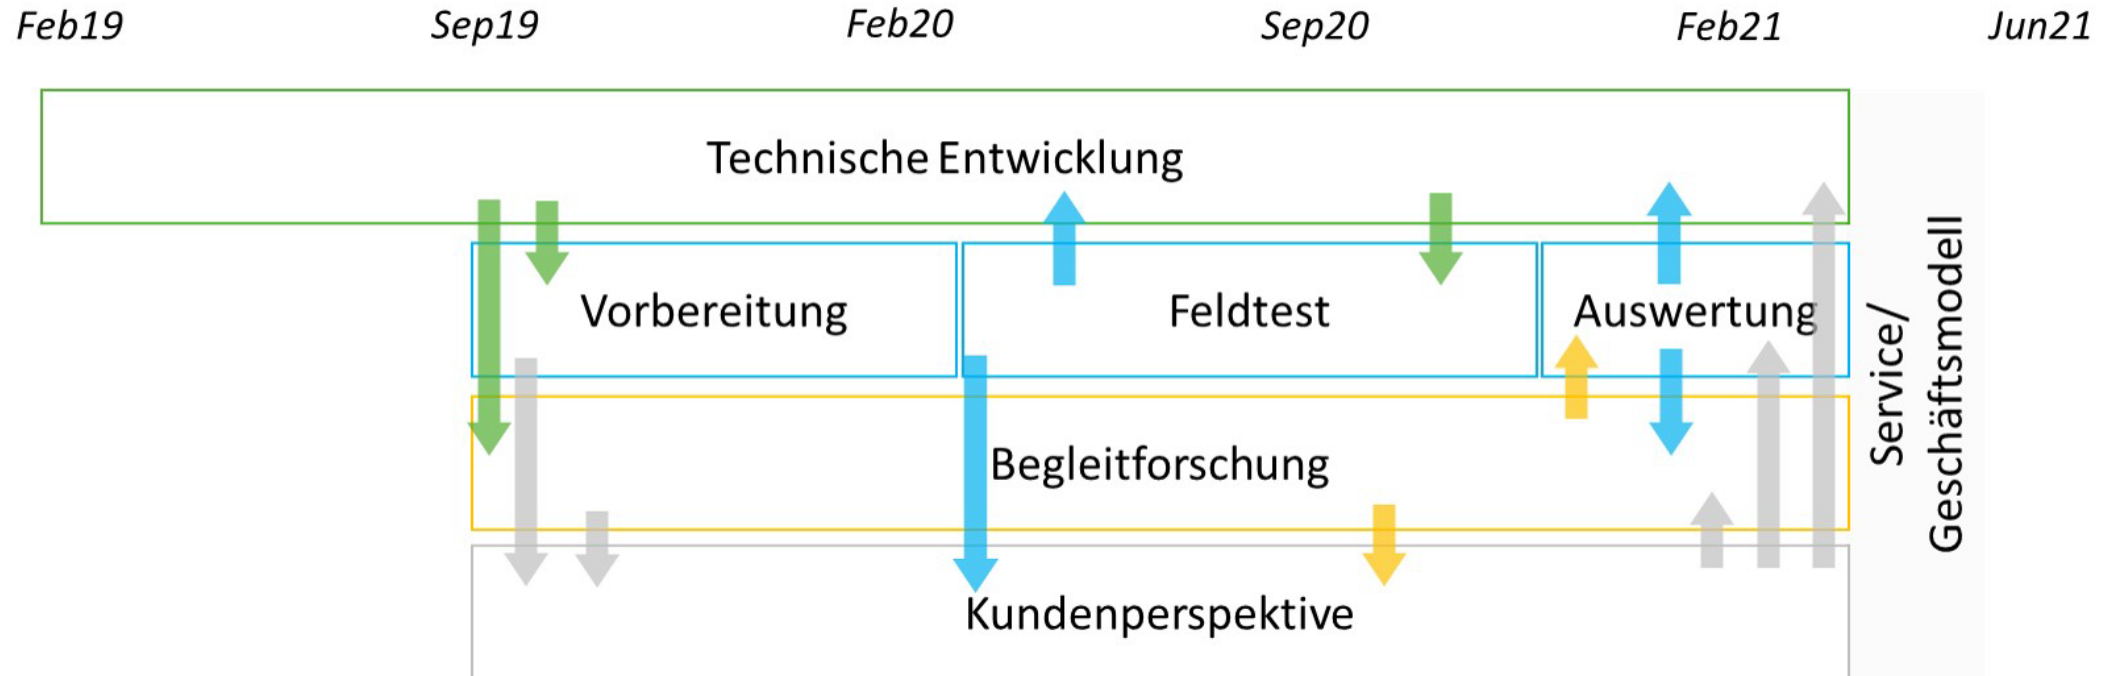 Feb19 Sep19 Feb20 Sep20 Feb21 Jun21
Technische Entwicklung
Vorbereitung
Feldtest
Auswertung
Begleitforschung
Kundenperspektive
Service/
Geschäftsmodell